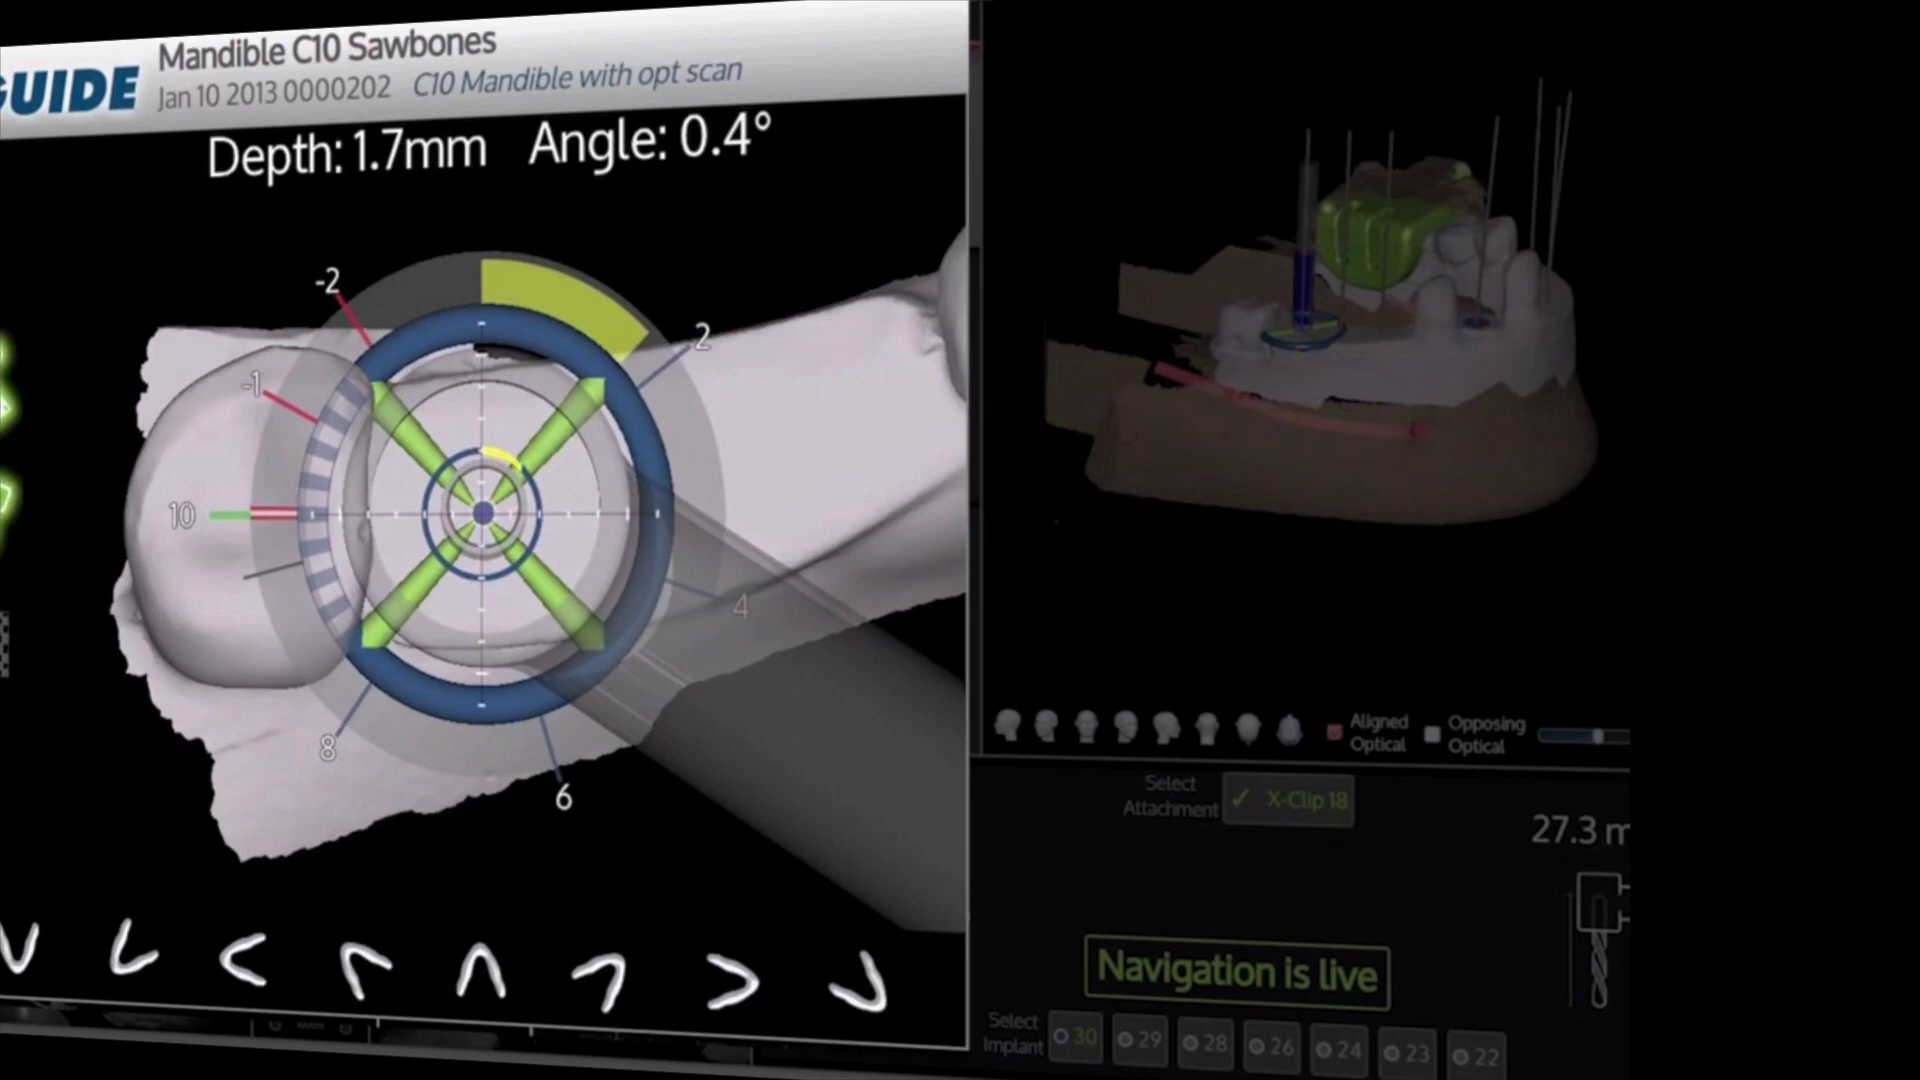 GUIDE
Mandible C10 Sawbones
Jan 10 2013 0000202 C10 Mandible with opt scan
Depth: 1.7mm Angle: 0.4°
-2
2
-1
10
4
8
6
Aligned Optical
Opposing Optical
Select Attachment
✓ X-Clip 18
27.3 m
Navigation is live
Select Implant
30 29 28 26 24 23 22